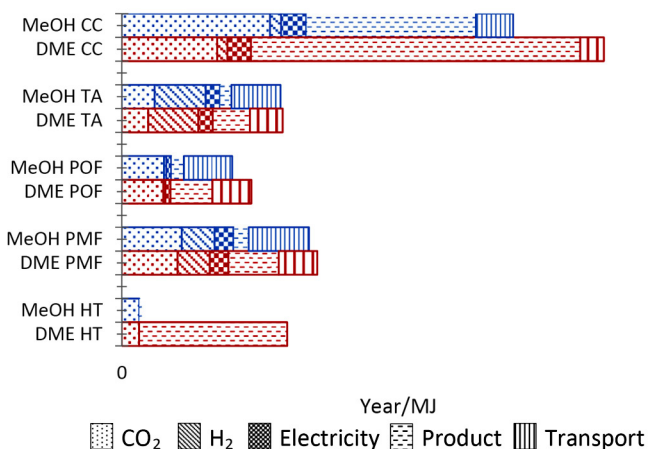 MeOH CC
DME CC
MeOH TA
DME TA
MeOH POF
DME POF
MeOH PMF
DME PMF
MeOH HT
DME HT
0
Year/MJ
CO₂ H₂ Electricity Product Transport